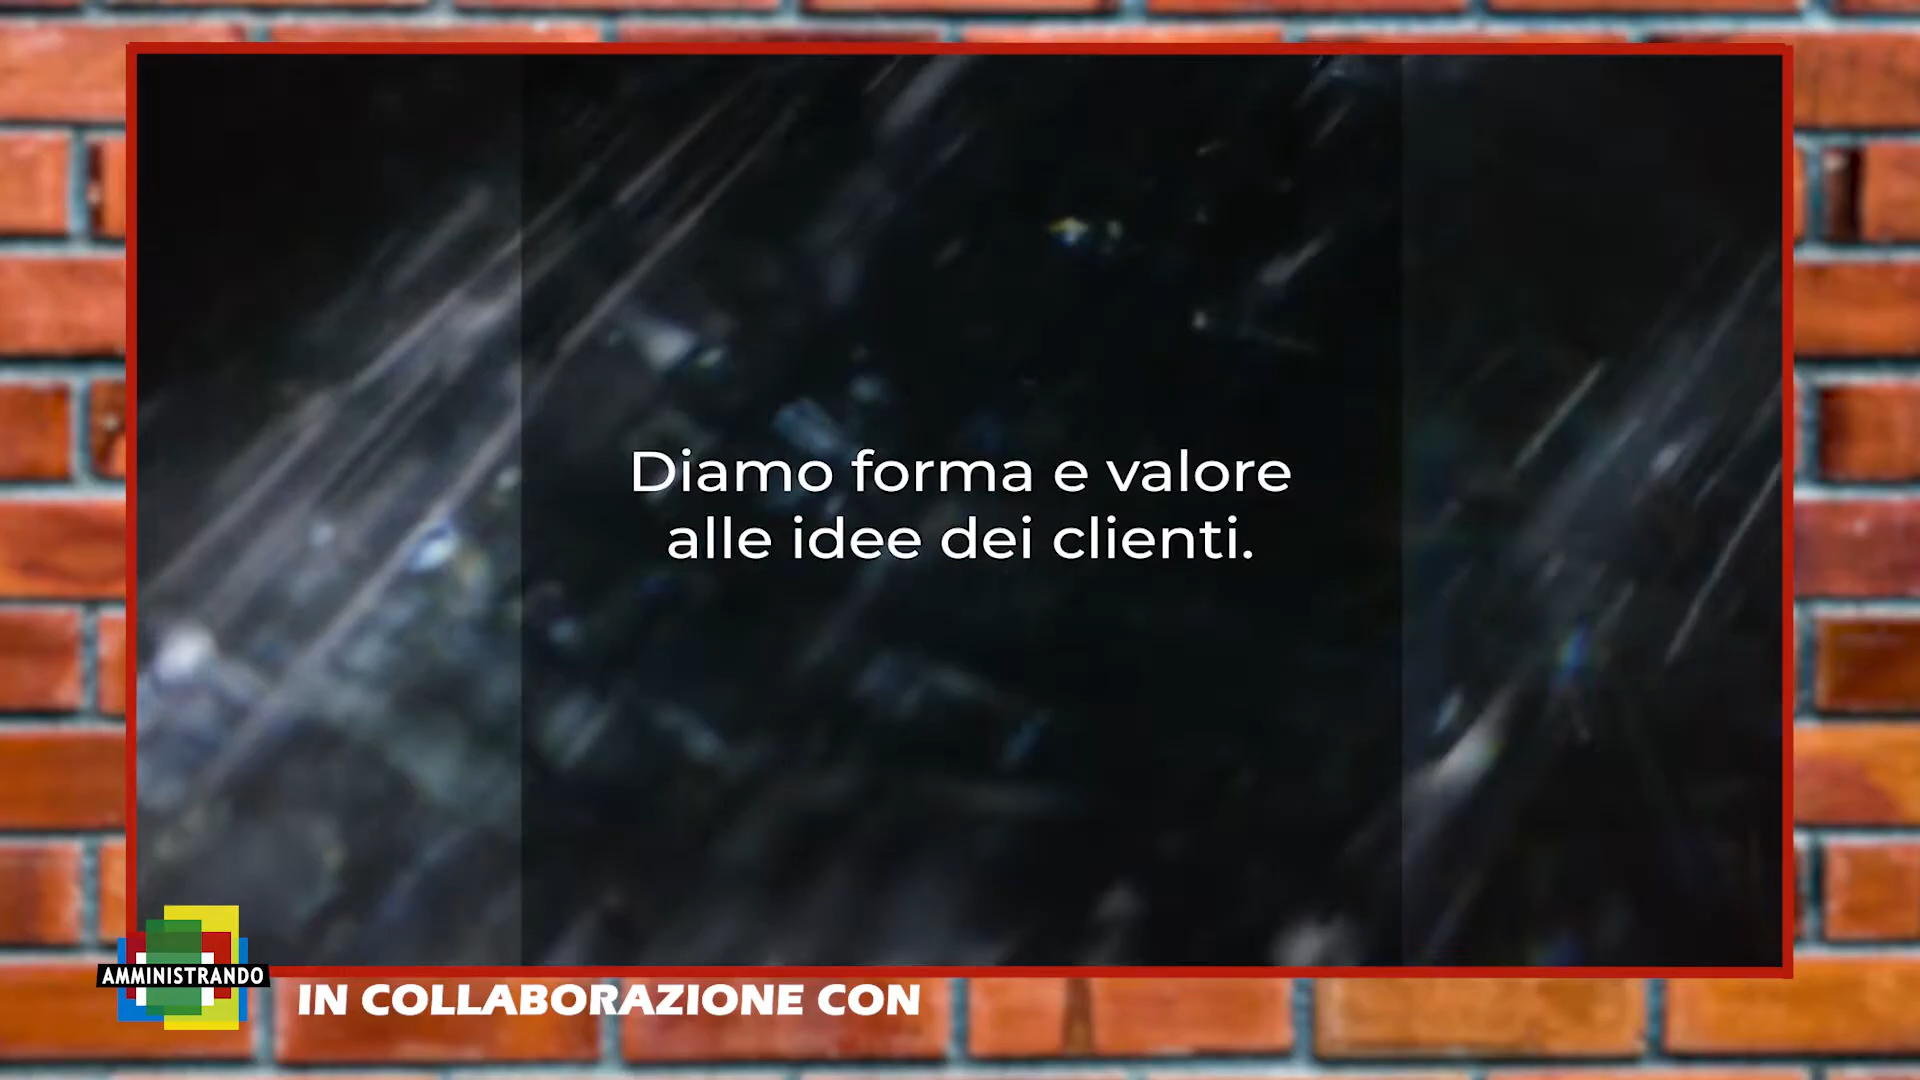 Diamo forma e valore
alle idee dei clienti.
AMMINISTRANDO
IN COLLABORAZIONE CON